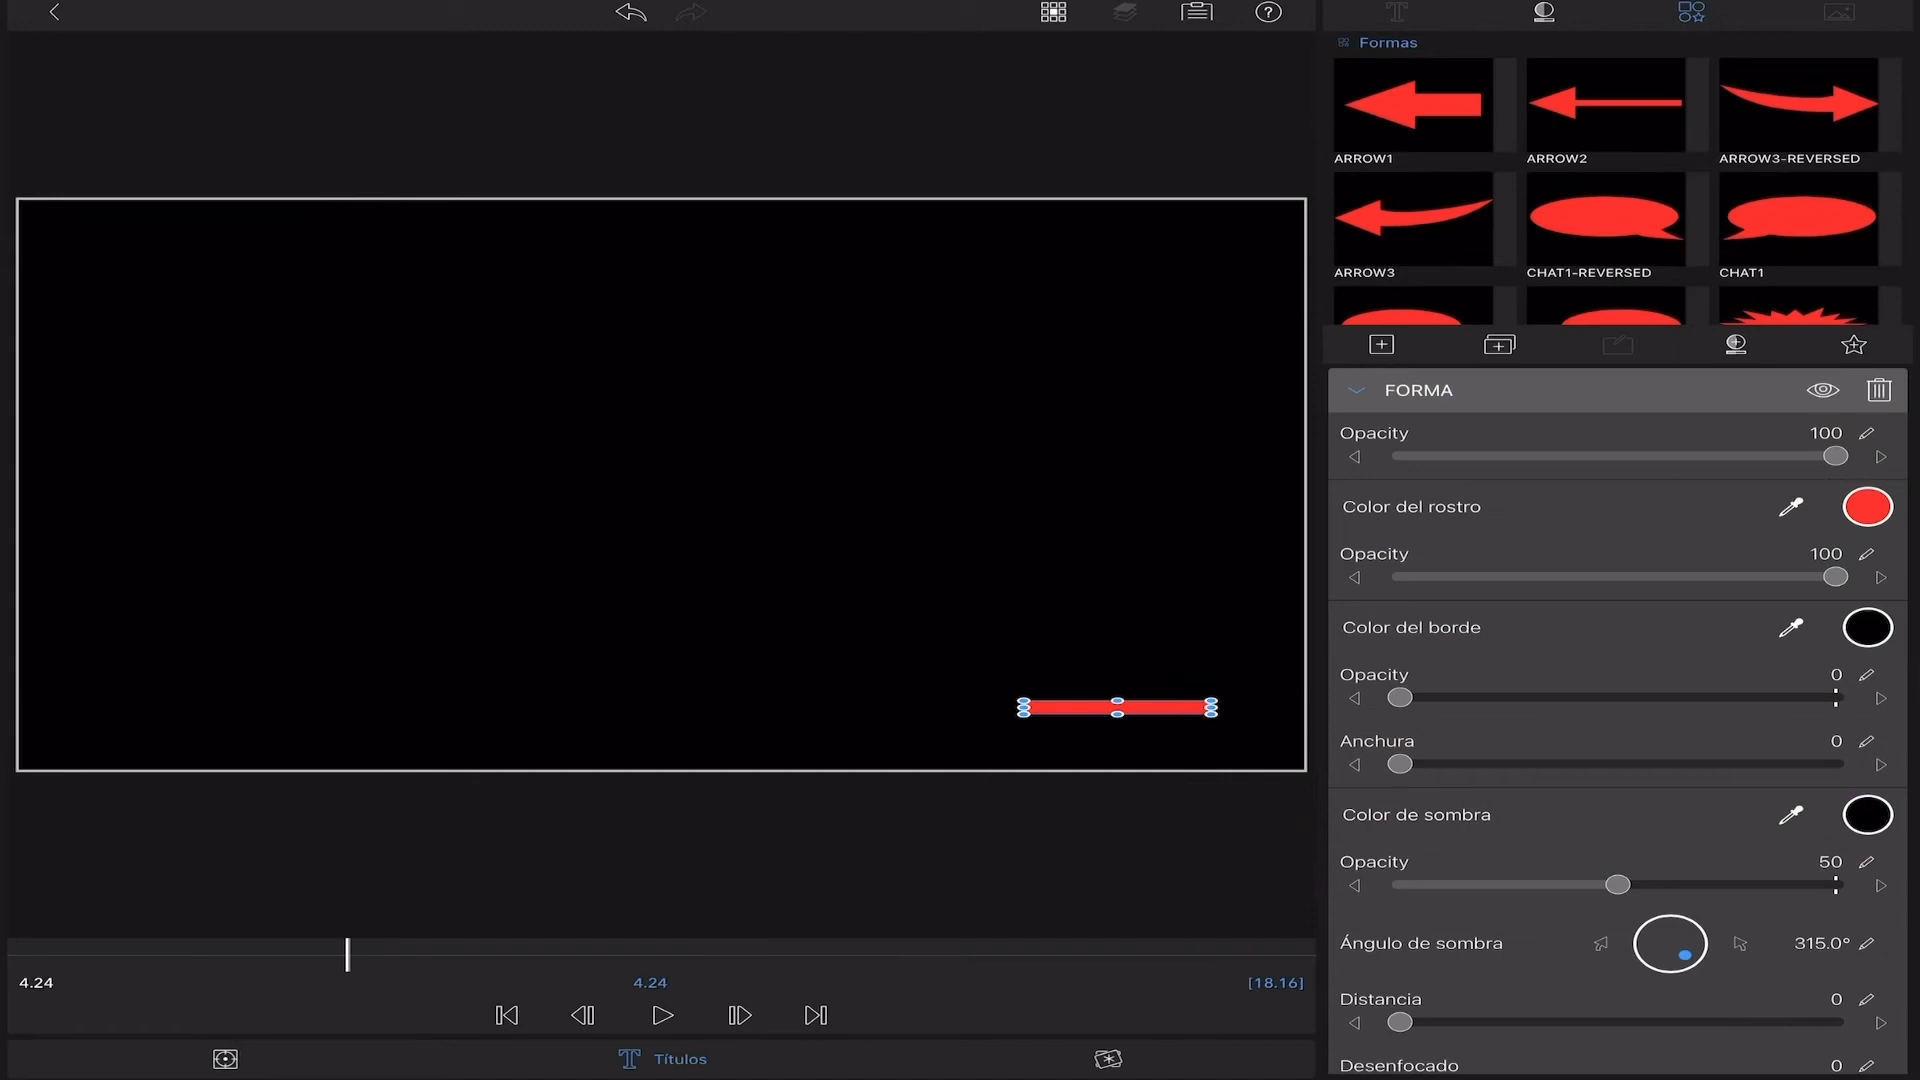 Formas
ARROW1
ARROW2
ARROW3-REVERSED
ARROW3
CHAT1-REVERSED
CHAT1
FORMA
Opacity
100
Color del rostro
Opacity
100
Color del borde
Opacity
0
Anchura
0
Color de sombra
Opacity
50
Ángulo de sombra
315.0°
Distancia
0
Desenfocado
0
4.24
4.24
[18.16]
Títulos